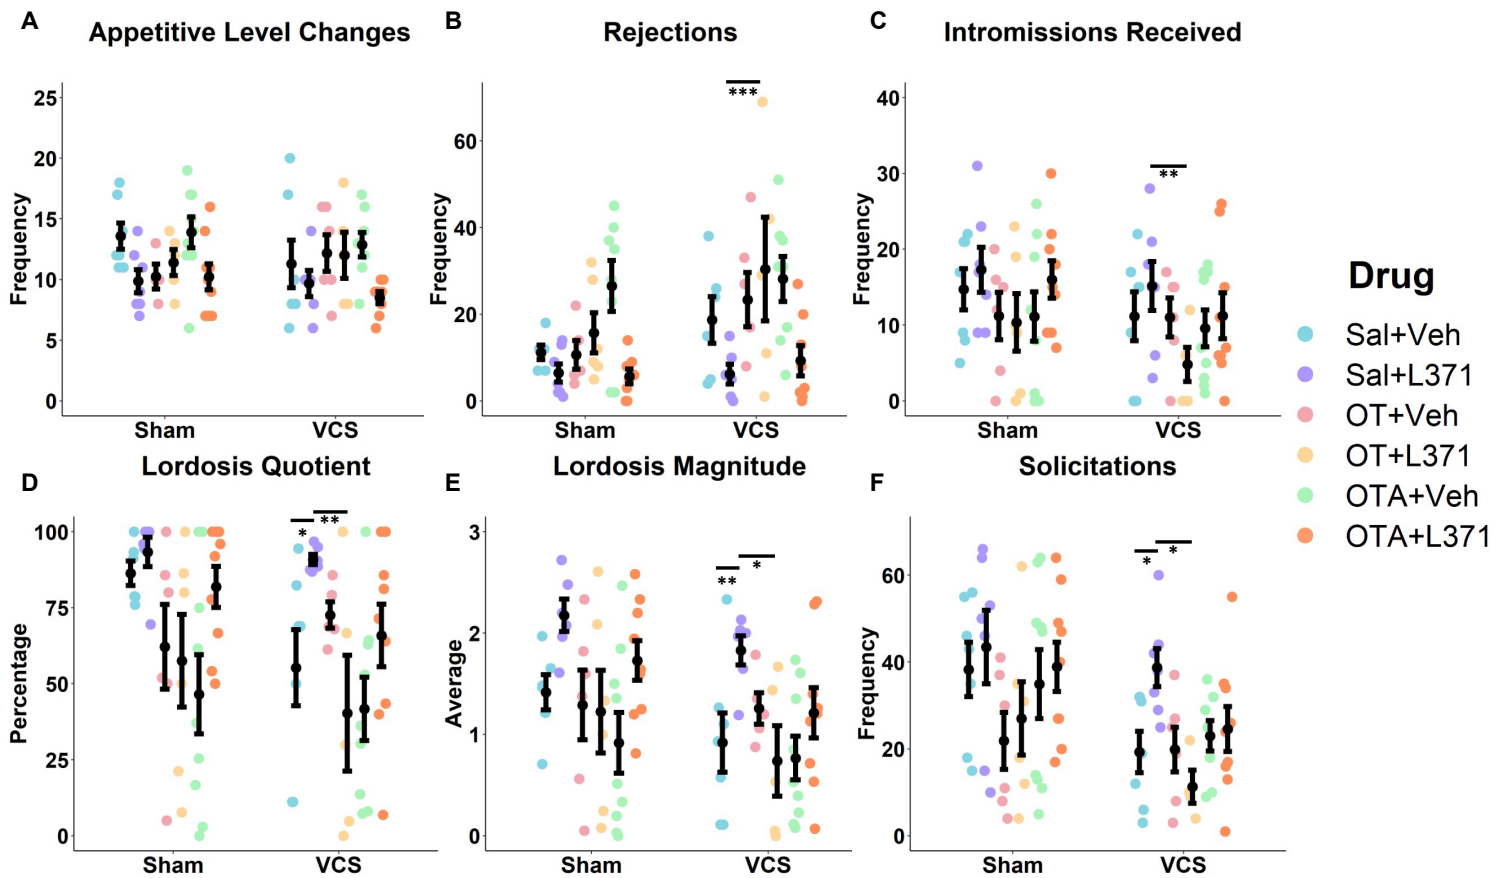 A
Appetitive Level Changes
Frequency
25
20
15
10
5
0
Sham
VCS
B
Rejections
Frequency
60
40
20
0
***
Sham
VCS
C
Intromissions Received
Frequency
40
30
20
10
0
**
Sham
VCS
D
Lordosis Quotient
Percentage
100
75
50
25
0
*
**
Sham
VCS
E
Lordosis Magnitude
Average
3
2
1
0
**
*
Sham
VCS
F
Solicitations
Frequency
60
40
20
0
*
*
Sham
VCS
Drug
Sal+Veh
Sal+L371
OT+Veh
OT+L371
OTA+Veh
OTA+L371